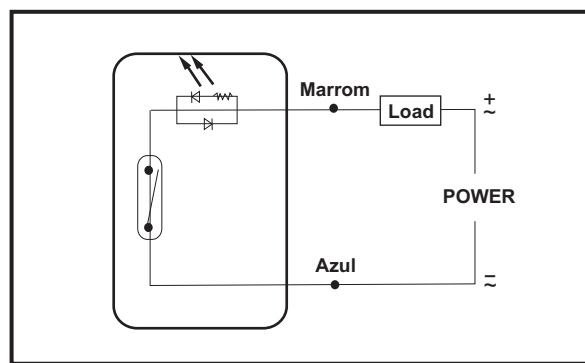 Marrom
Load
+
~
POWER
Azul
–
~